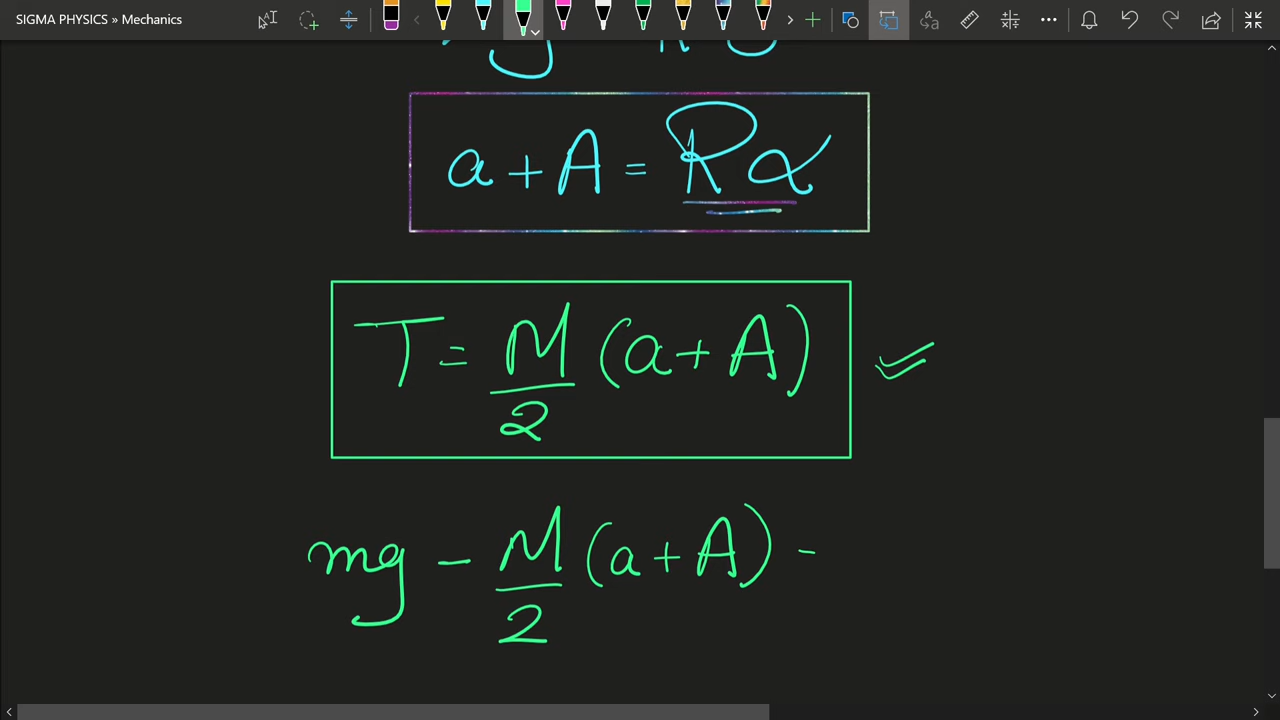 SIGMA PHYSICS » Mechanics
a + A = Rα
T = M/2 (a + A)
mg - M/2 (a + A) -